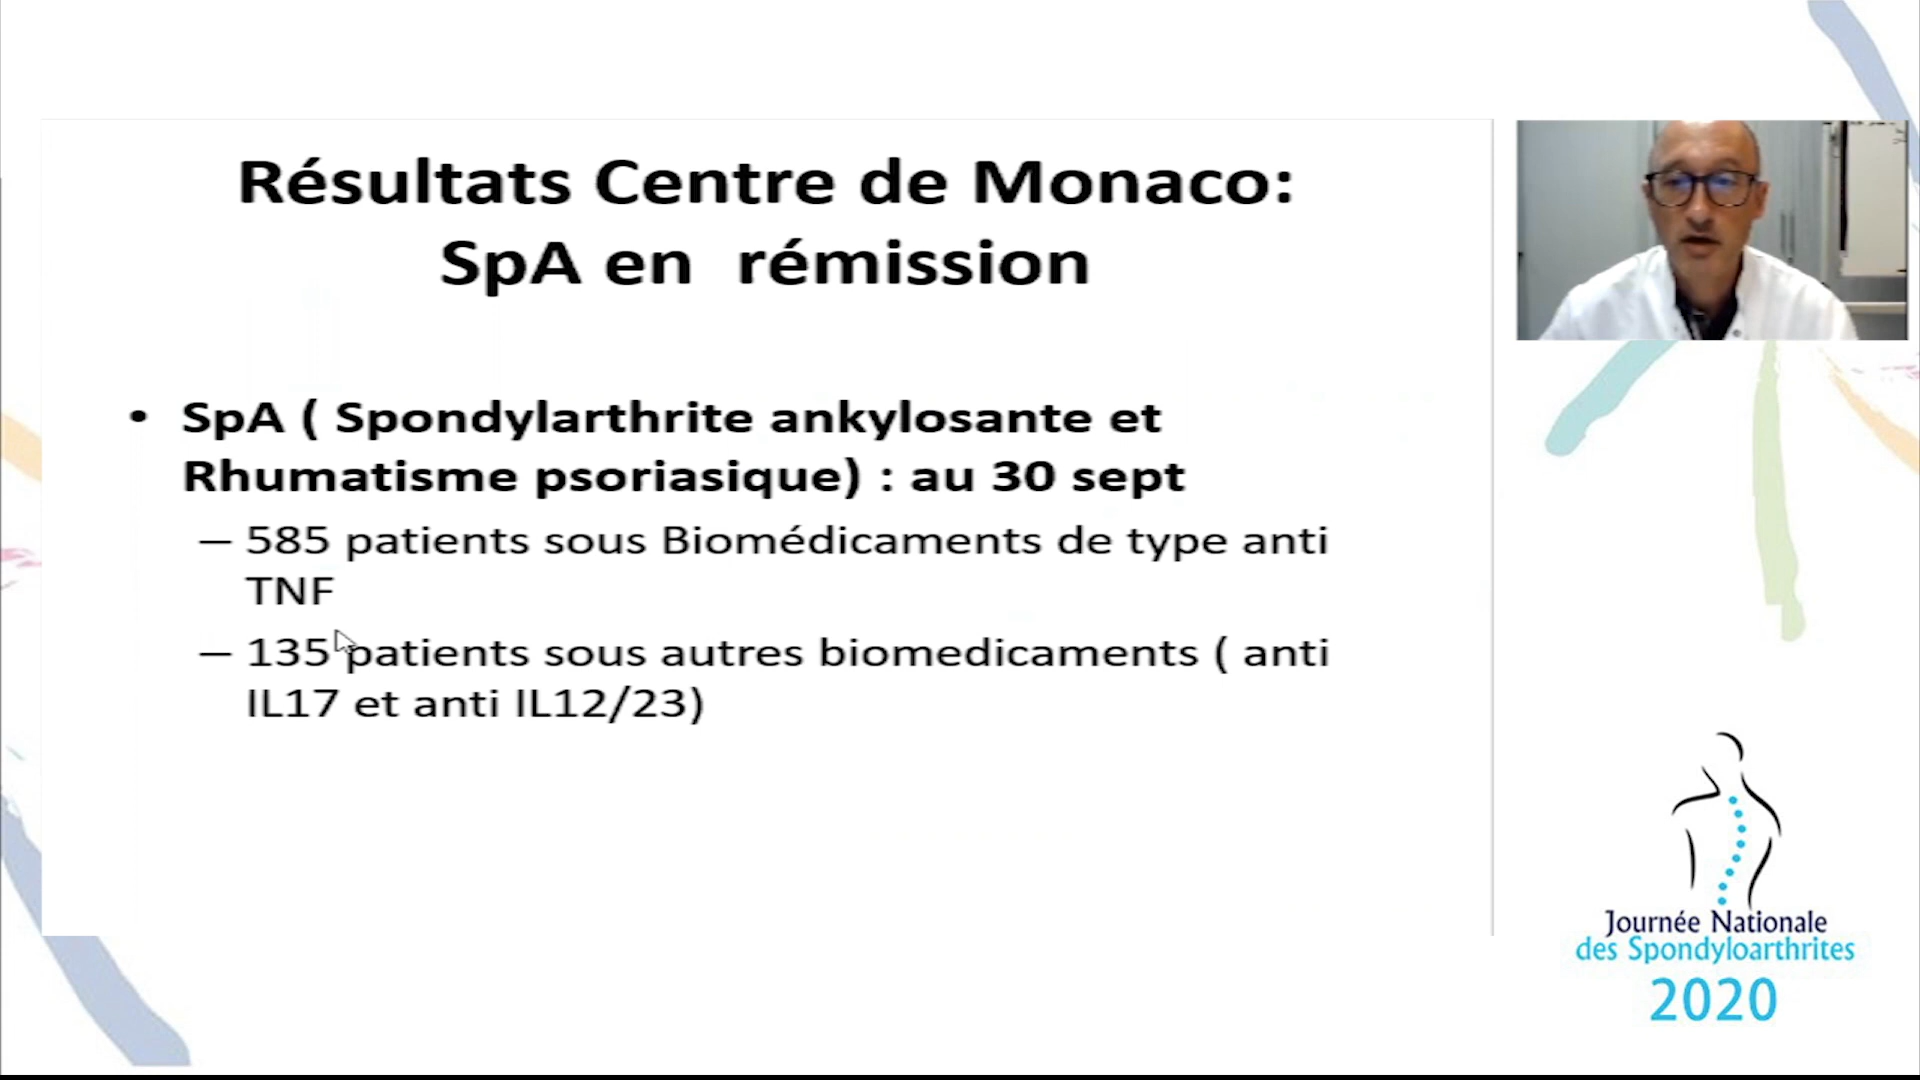 Résultats Centre de Monaco:
SpA en  rémission
• SpA ( Spondylarthrite ankylosante et
Rhumatisme psoriasique) : au 30 sept
– 585 patients sous Biomédicaments de type anti
TNF
– 135 patients sous autres biomedicaments ( anti
IL17 et anti IL12/23)
Journée Nationale
des Spondyloarthrites
2020